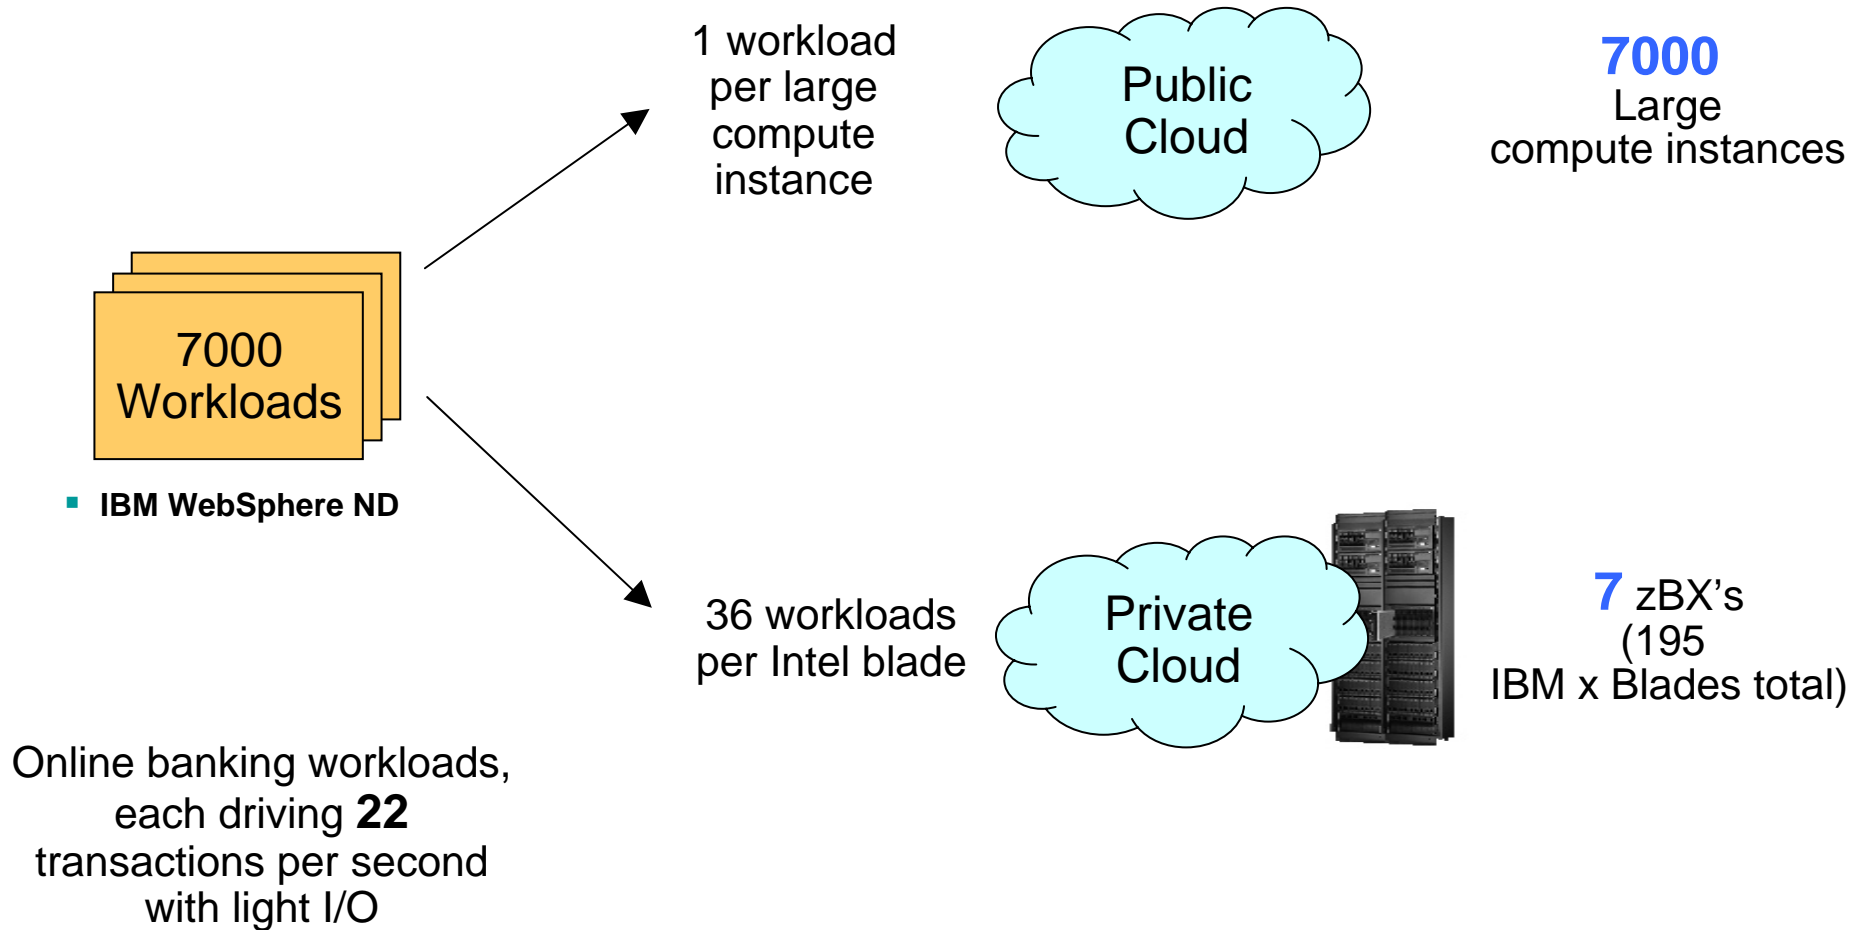 1 workload
per large
compute
instance
Public
Cloud
7000
Large
compute instances
7000
Workloads
▪ IBM WebSphere ND
36 workloads
per Intel blade
Private
Cloud
7 zBX's
(195
IBM x Blades total)
Online banking workloads,
each driving 22
transactions per second
with light I/O